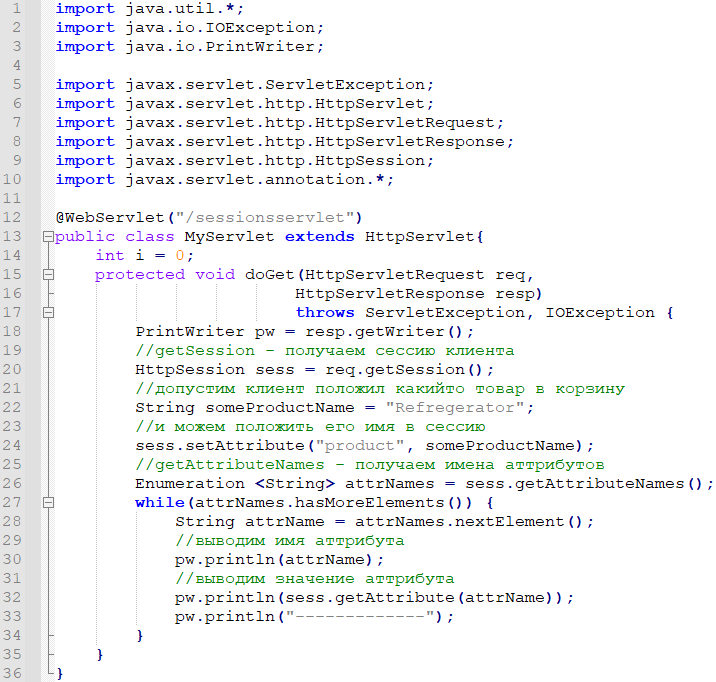 1 import java.util.*;
2 import java.io.IOException;
3 import java.io.PrintWriter;
4
5 import javax.servlet.ServletException;
6 import javax.servlet.http.HttpServlet;
7 import javax.servlet.http.HttpServletRequest;
8 import javax.servlet.http.HttpServletResponse;
9 import javax.servlet.http.HttpSession;
10 import javax.servlet.annotation.*;
11
12 @WebServlet("/sessionsservlet")
13 public class MyServlet extends HttpServlet{
14     int i = 0;
15     protected void doGet(HttpServletRequest req,
16                         HttpServletResponse resp)
17                         throws ServletException, IOException {
18         PrintWriter pw = resp.getWriter();
19         //getSession - получаем сессию клиента
20         HttpSession sess = req.getSession();
21         //допустим клиент положил какийто товар в корзину
22         String someProductName = "Refregerator";
23         //и можем положить его имя в сессию
24         sess.setAttribute("product", someProductName);
25         //getAttributeNames - получаем имена аттрибутов
26         Enumeration <String> attrNames = sess.getAttributeNames();
27         while(attrNames.hasMoreElements()) {
28             String attrName = attrNames.nextElement();
29             //выводим имя аттрибута
30             pw.println(attrName);
31             //выводим значение аттрибута
32             pw.println(sess.getAttribute(attrName));
33             pw.println("-------------");
34         }
35     }
36 }